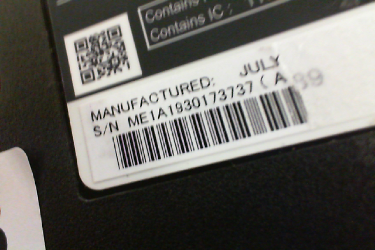 Contains
Contains IC :
MANUFACTURED: JULY
S/N ME1A1930173737 ( A